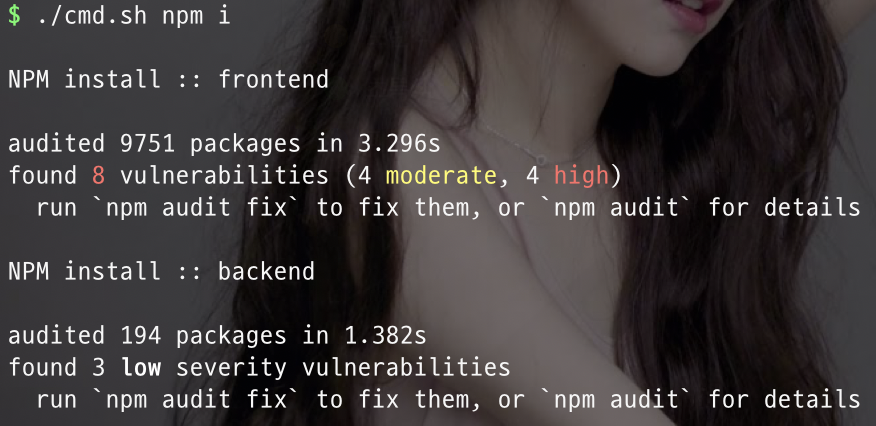 $ ./cmd.sh npm i
NPM install :: frontend
audited 9751 packages in 3.296s
found 8 vulnerabilities (4 moderate, 4 high)
run `npm audit fix` to fix them, or `npm audit` for details
NPM install :: backend
audited 194 packages in 1.382s
found 3 low severity vulnerabilities
run `npm audit fix` to fix them, or `npm audit` for details